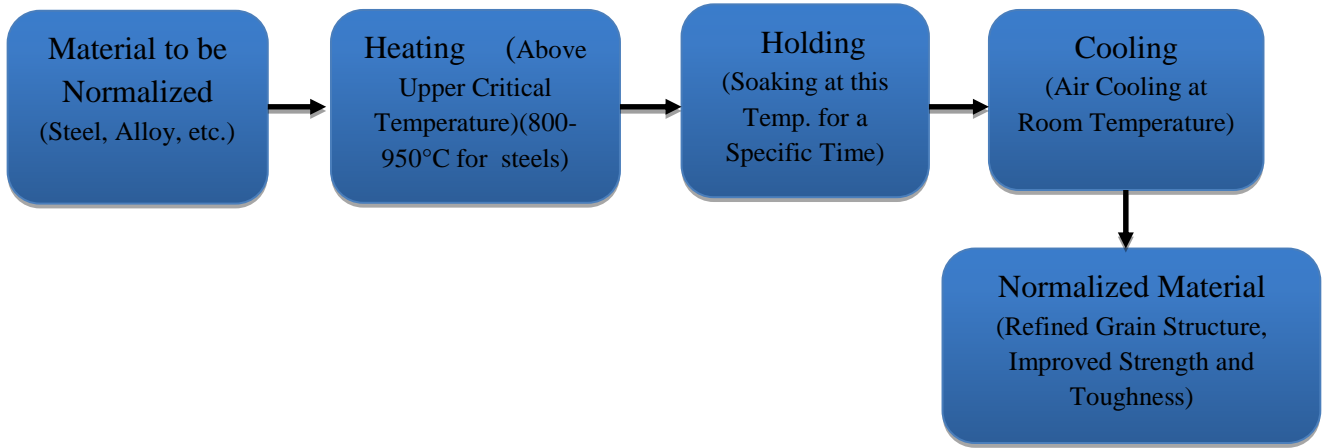 Material to be
Normalized
(Steel, Alloy, etc.)
Heating (Above
Upper Critical
Temperature)(800-
950°C for steels)
Holding
(Soaking at this
Temp. for a
Specific Time)
Cooling
(Air Cooling at
Room Temperature)
Normalized Material
(Refined Grain Structure,
Improved Strength and
Toughness)